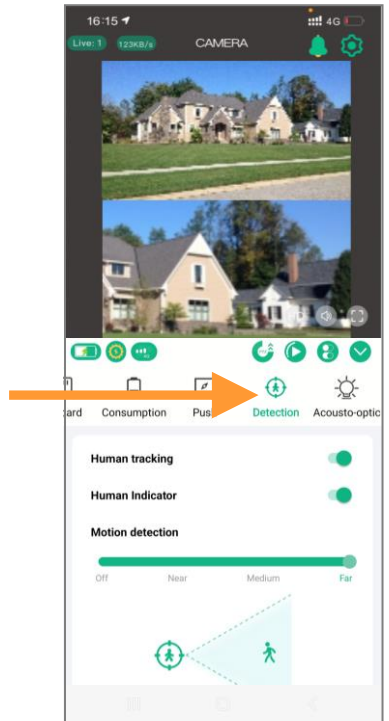 16:15
4G
Live: 1
123KB/s
CAMERA
ard
Consumption
Pus
Detection
Acousto-optic
Human tracking
Human Indicator
Motion detection
Off
Near
Medium
Far